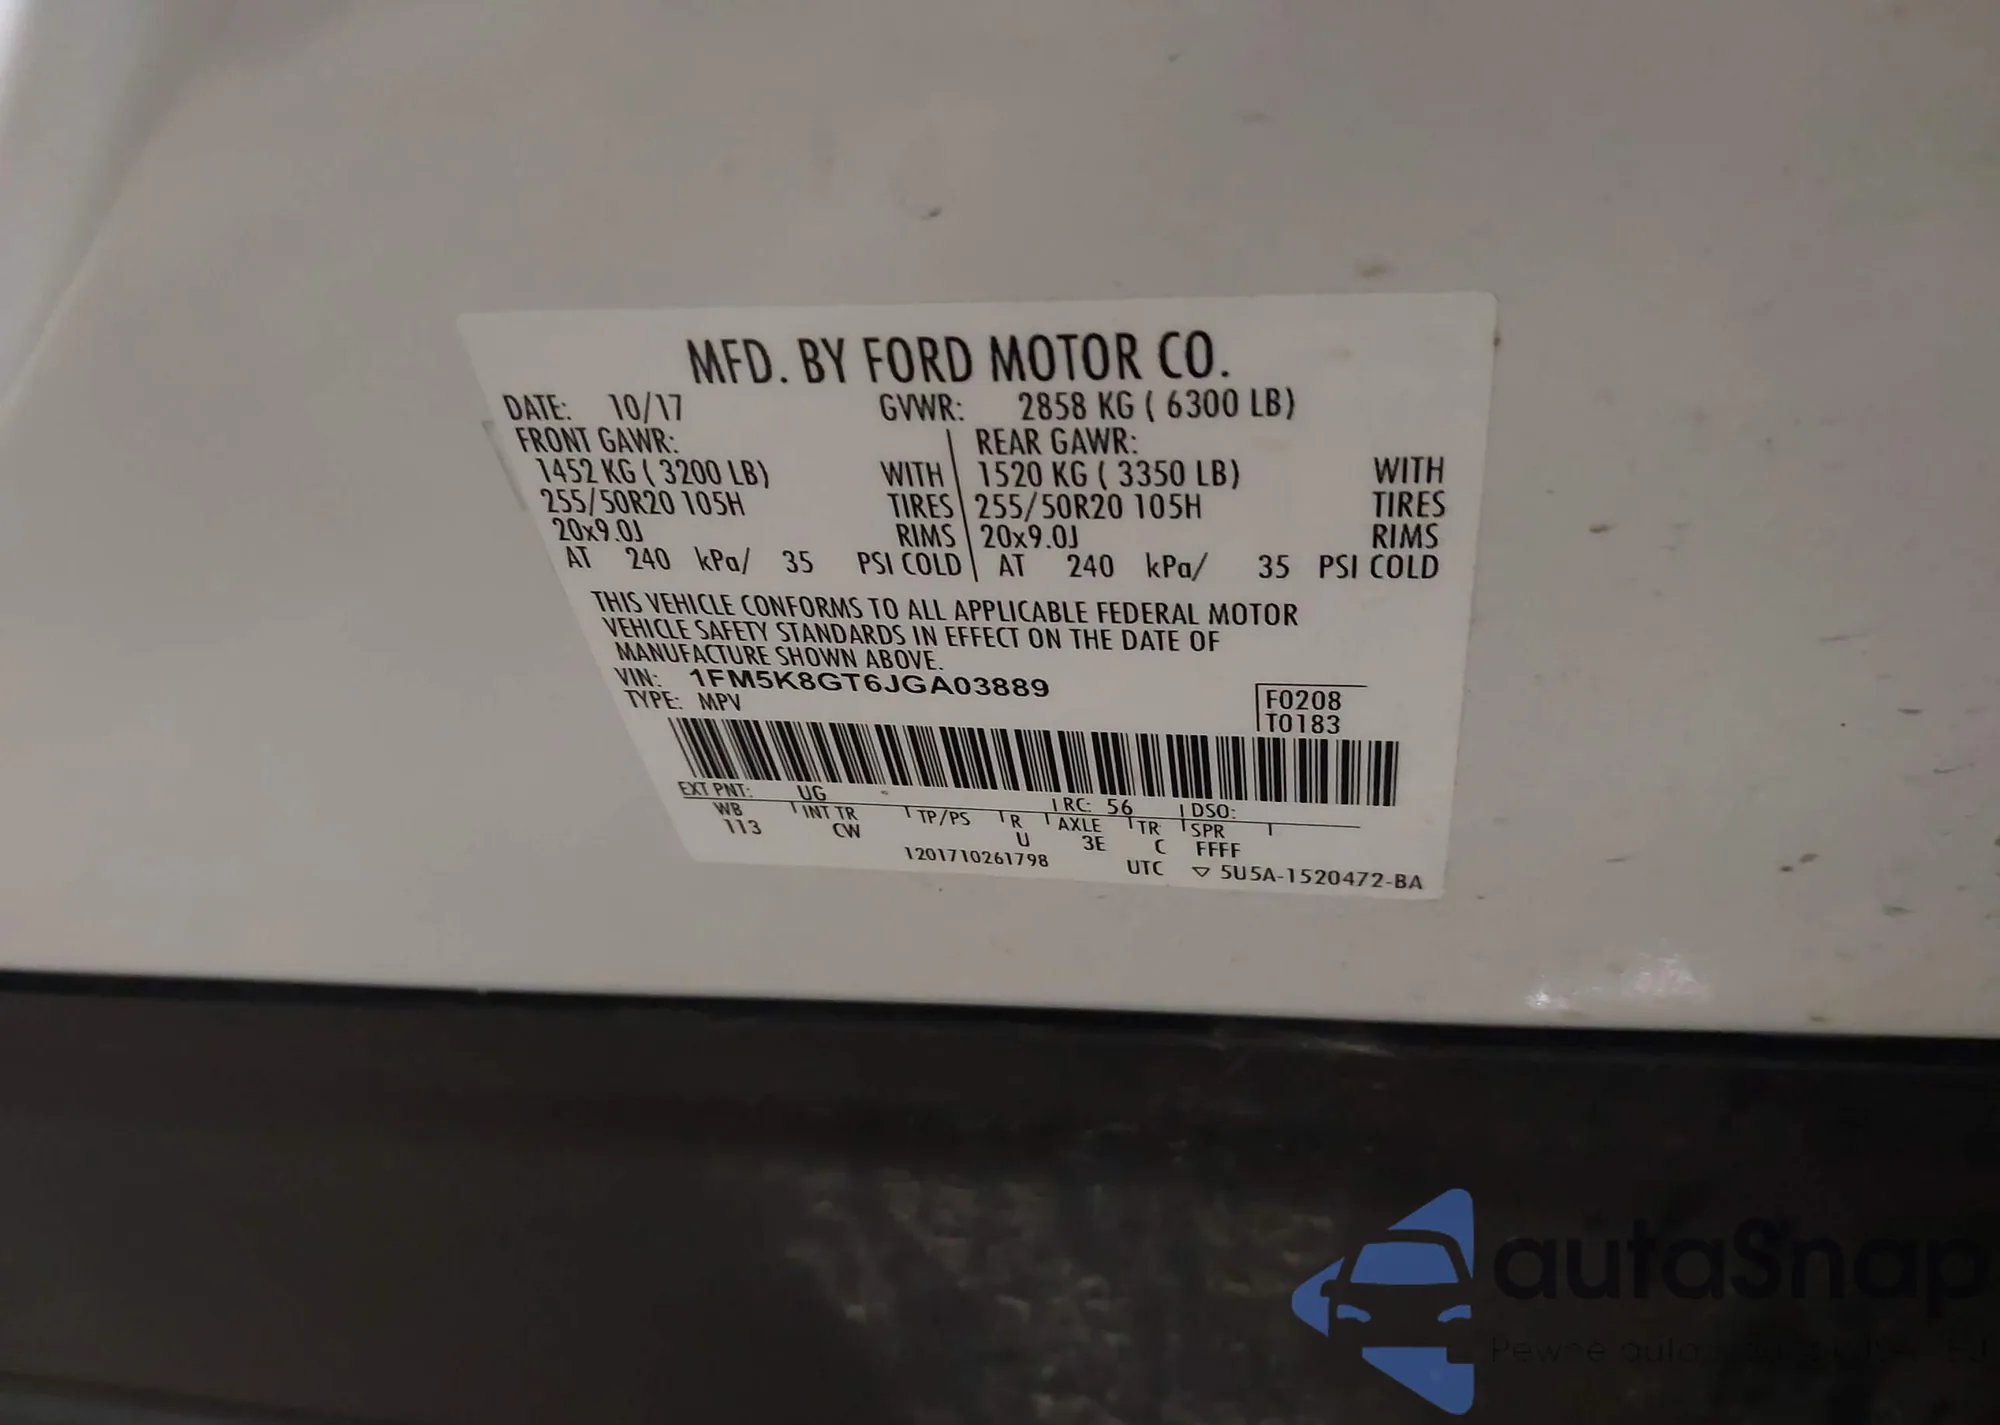 MFD. BY FORD MOTOR CO.
DATE: 10/17 GVWR: 2858 KG ( 6300 LB)
FRONT GAWR: REAR GAWR:
1452 KG ( 3200 LB) WITH 1520 KG ( 3350 LB) WITH
255/50R20 105H TIRES 255/50R20 105H TIRES
20x9.0J RIMS 20x9.0J RIMS
AT 240 kPa/ 35 PSI COLD AT 240 kPa/ 35 PSI COLD
THIS VEHICLE CONFORMS TO ALL APPLICABLE FEDERAL MOTOR
VEHICLE SAFETY STANDARDS IN EFFECT ON THE DATE OF
MANUFACTURE SHOWN ABOVE.
VIN: 1FM5K8GT6JGA03889
TYPE: MPV
F0208
T0183
EXT PNT: UG RC: 56 DSO:
WB INT TR TP/PS R AXLE TR SPR
113 CW U 3E C FFFF
1201710261798 UTC ▽ 5U5A-1520472-BA
autaSnap
Pewne auto